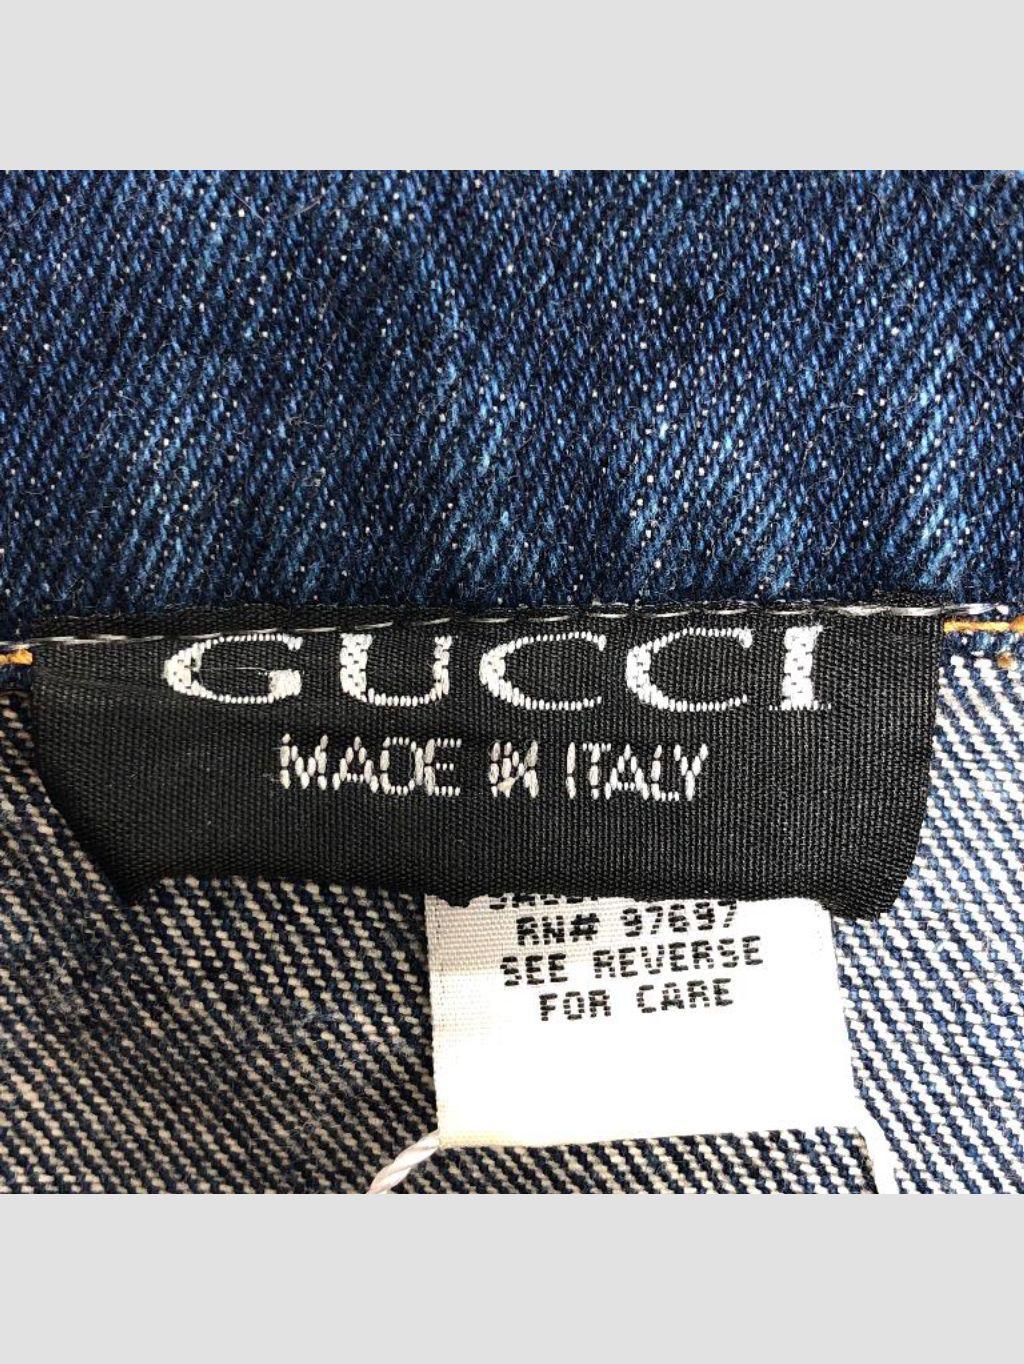 GUCCI
MADE IN ITALY
RN# 97697
SEE REVERSE
FOR CARE